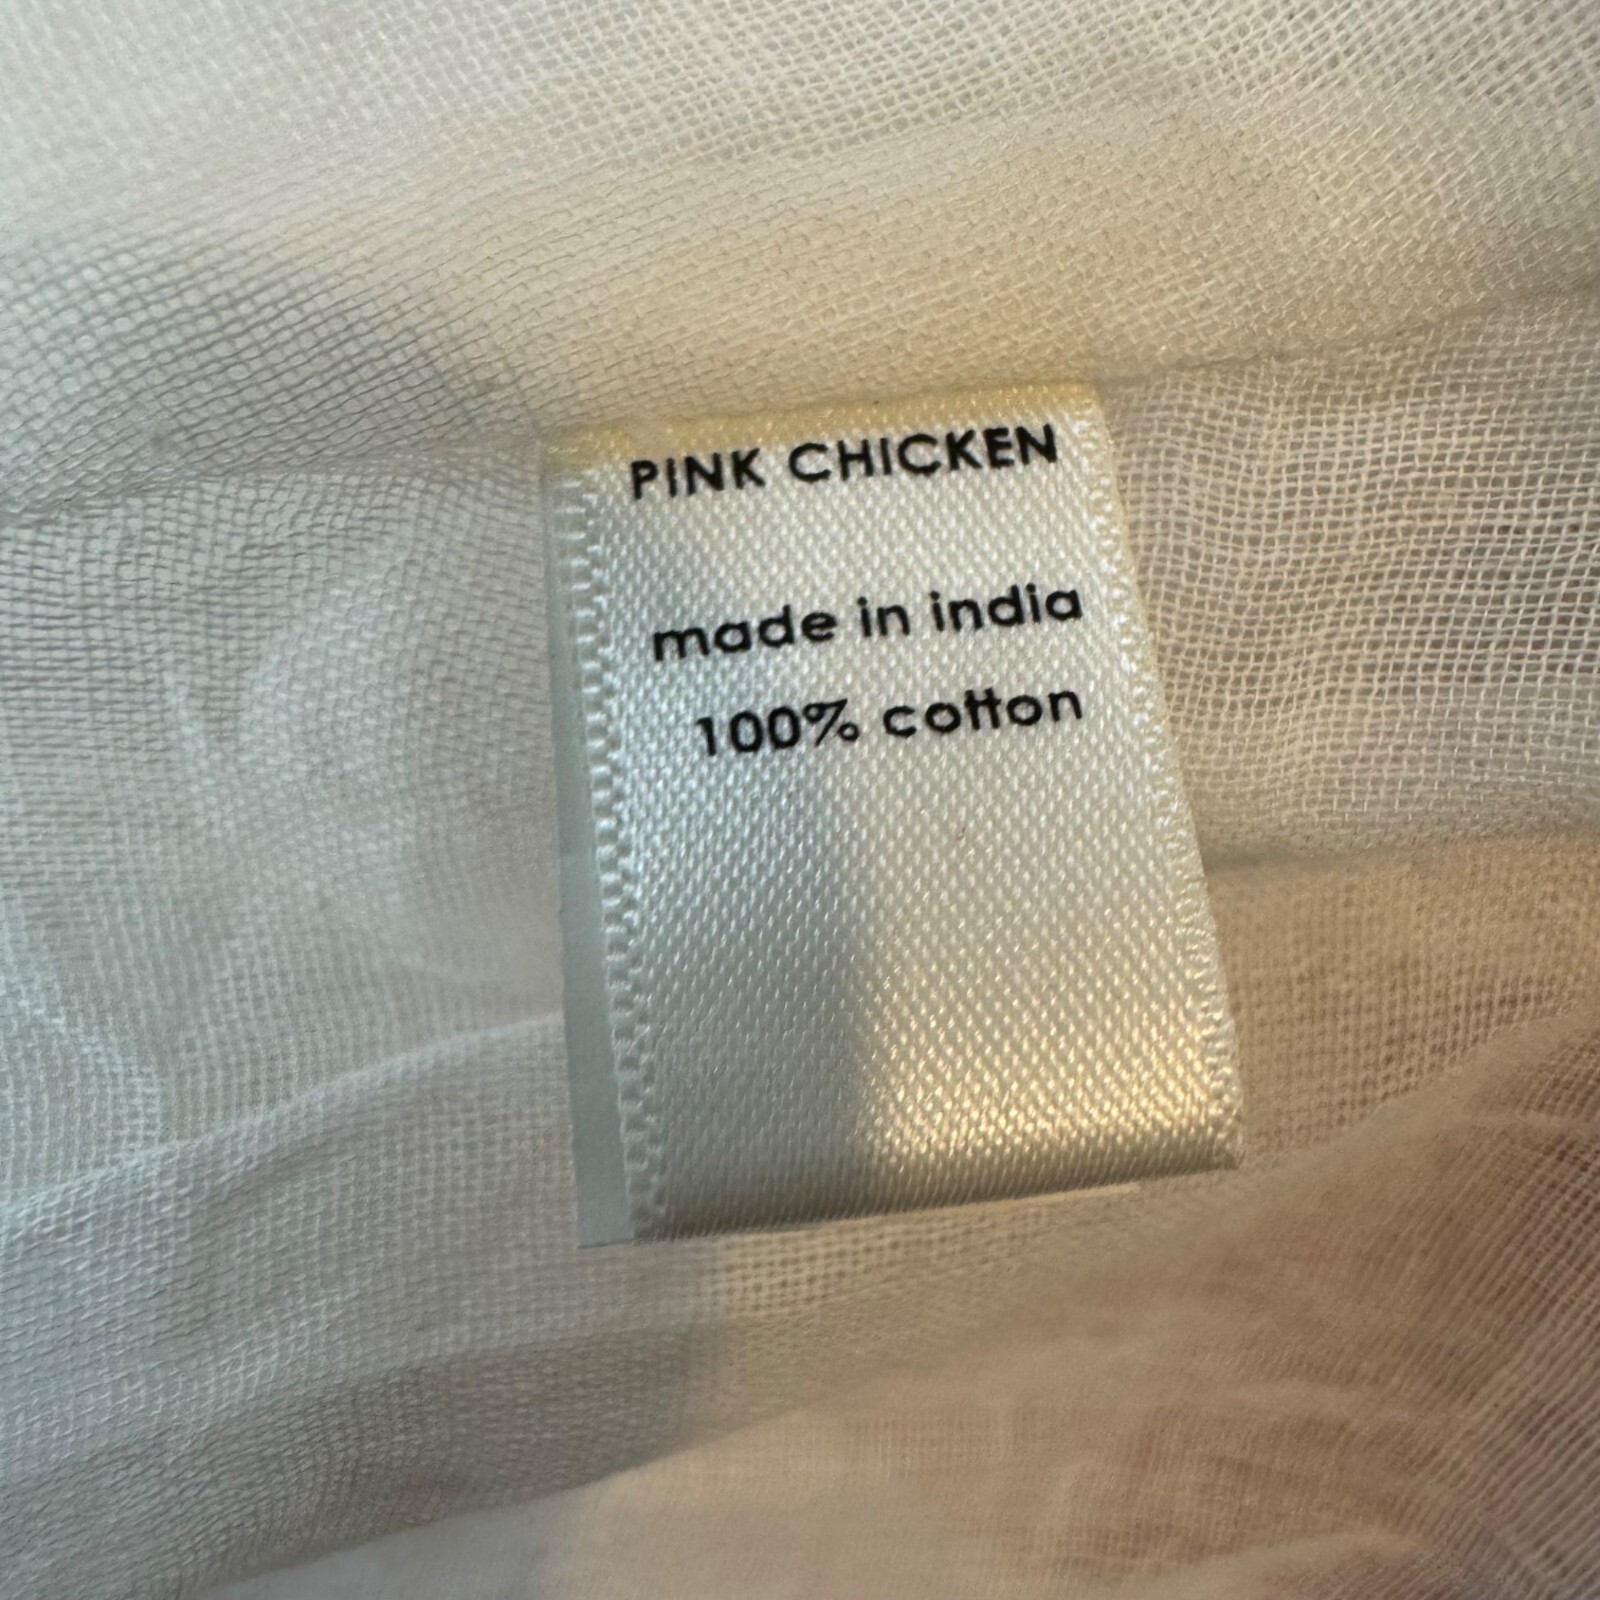 PINK CHICKEN
made in india
100% cotton